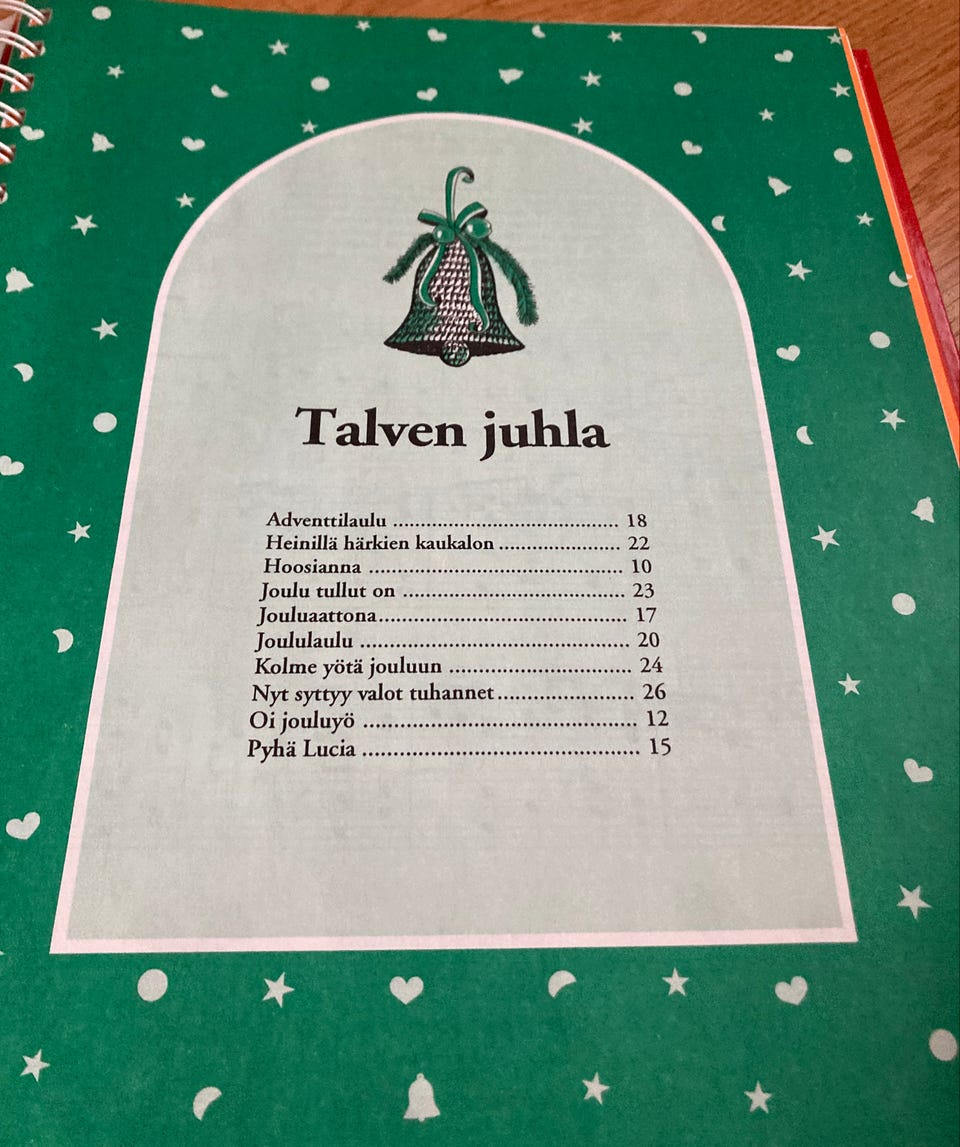 Talven juhla
Adventtilaulu ........................................ 18
Heinillä härkien kaukalon ...................... 22
Hoosianna ............................................. 10
Joulu tullut on ....................................... 23
Jouluaattona............................................ 17
Joululaulu ............................................... 20
Kolme yötä jouluun ................................ 24
Nyt syttyy valot tuhannet........................ 26
Oi jouluyö ............................................... 12
Pyhä Lucia ............................................... 15